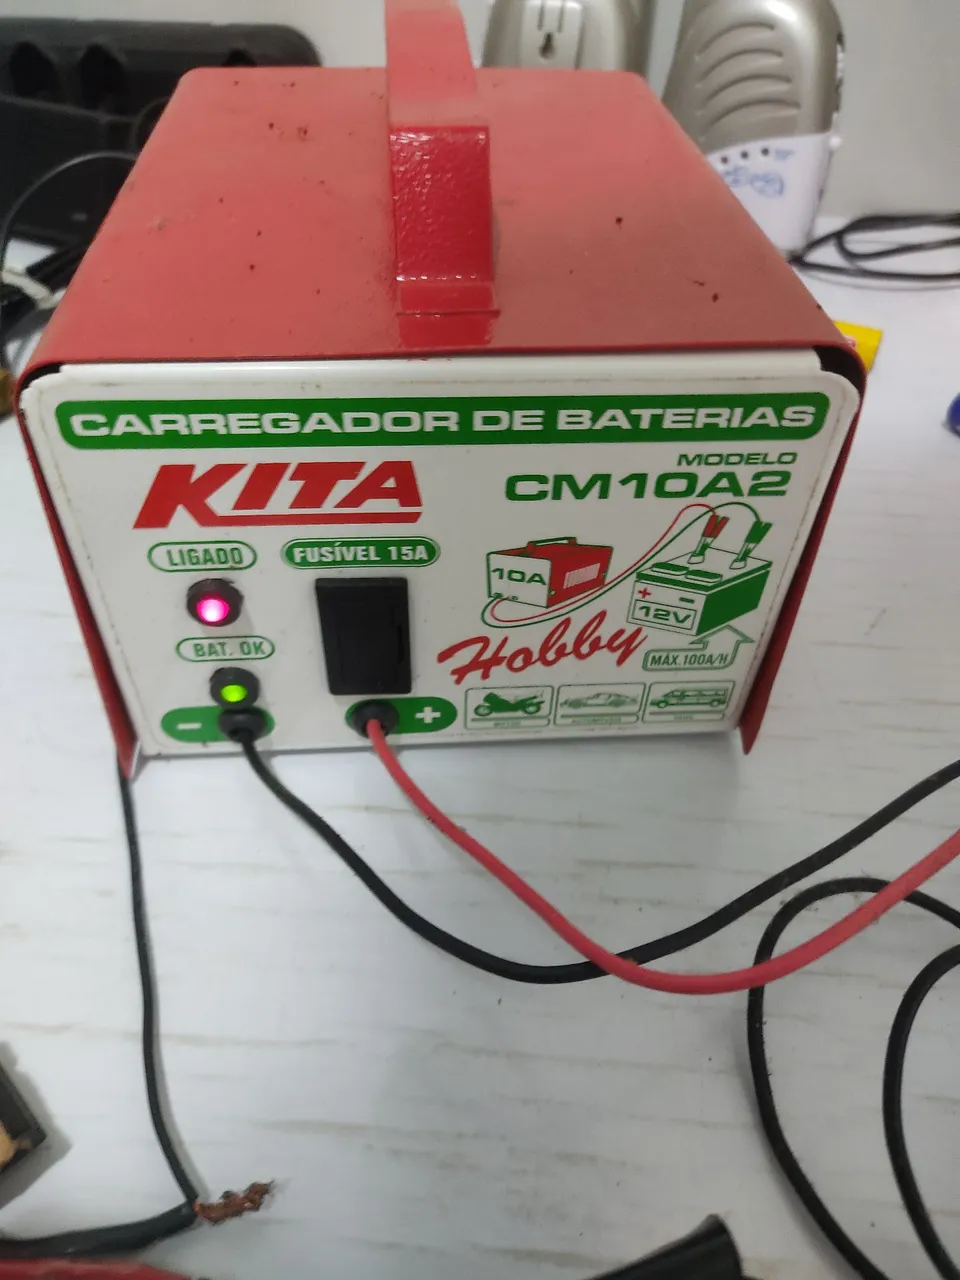 CARREGADOR DE BATERIAS
KITA
MODELO
CM10A2
LIGADO
FUSÍVEL 15A
BAT. OK
- +
10A
+ -
12V
Hobby
MÁX.100A/H